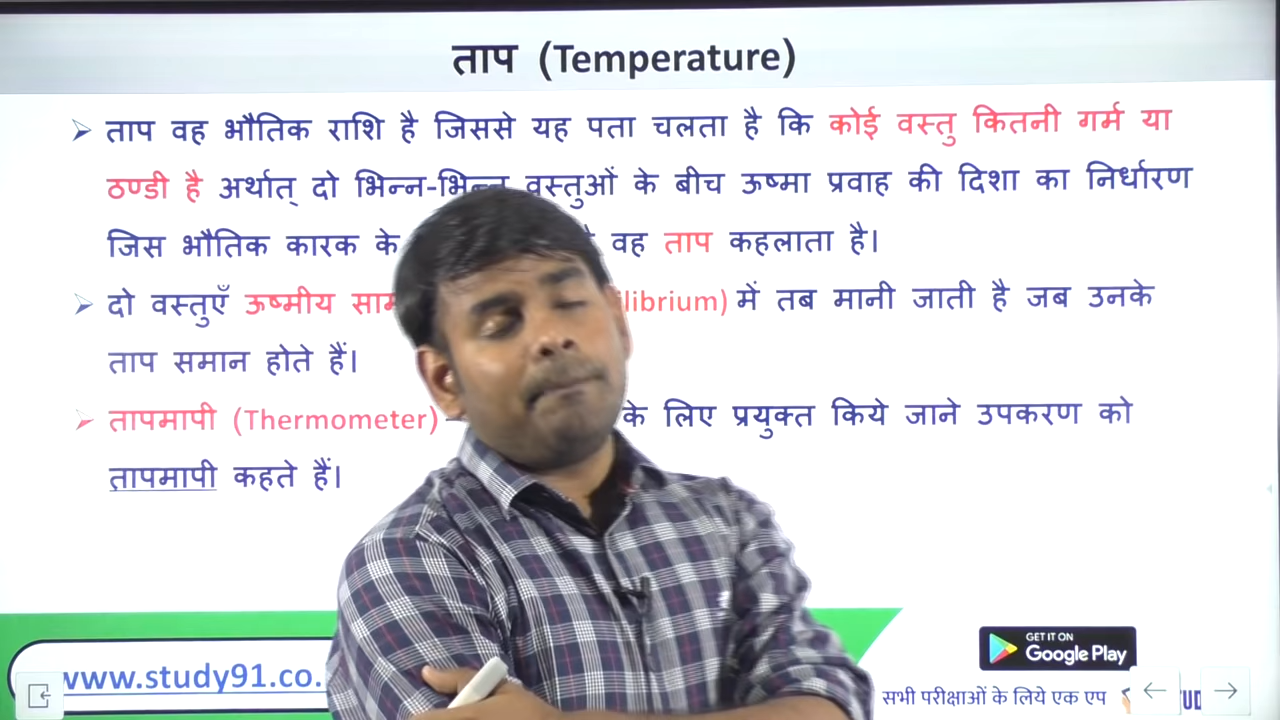 ताप (Temperature)
ताप वह भौतिक राशि है जिससे यह पता चलता है कि कोई वस्तु कितनी गर्म या
ठण्डी है अर्थात् दो भिन्न-भिन्न वस्तुओं के बीच ऊष्मा प्रवाह की दिशा का निर्धारण
जिस भौतिक कारक के वह ताप कहलाता है।
दो वस्तुएँ ऊष्मीय में तब मानी जाती है जब उनके
ताप समान होते हैं।
तापमापी (Thermometer) के लिए प्रयुक्त किये जाने उपकरण को
तापमापी कहते हैं।
www.study91.co.
GET IT ON
Google Play
सभी परीक्षाओं के लिये एक एप